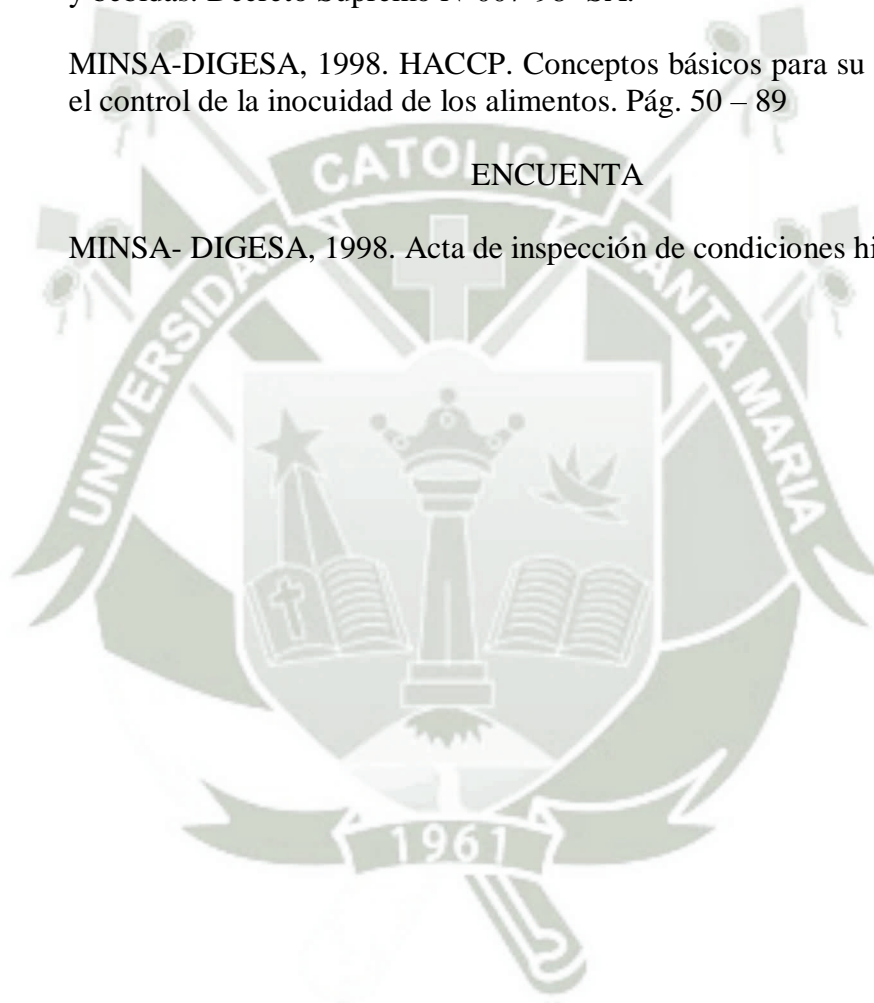 MINSA-DIGESA, 1998. HACCP. Conceptos básicos para su
el control de la inocuidad de los alimentos. Pág. 50 – 89
ENCUENTA
MINSA- DIGESA, 1998. Acta de inspección de condiciones
UNIVERSIDAD CATOLICA SANTA MARIA
1961